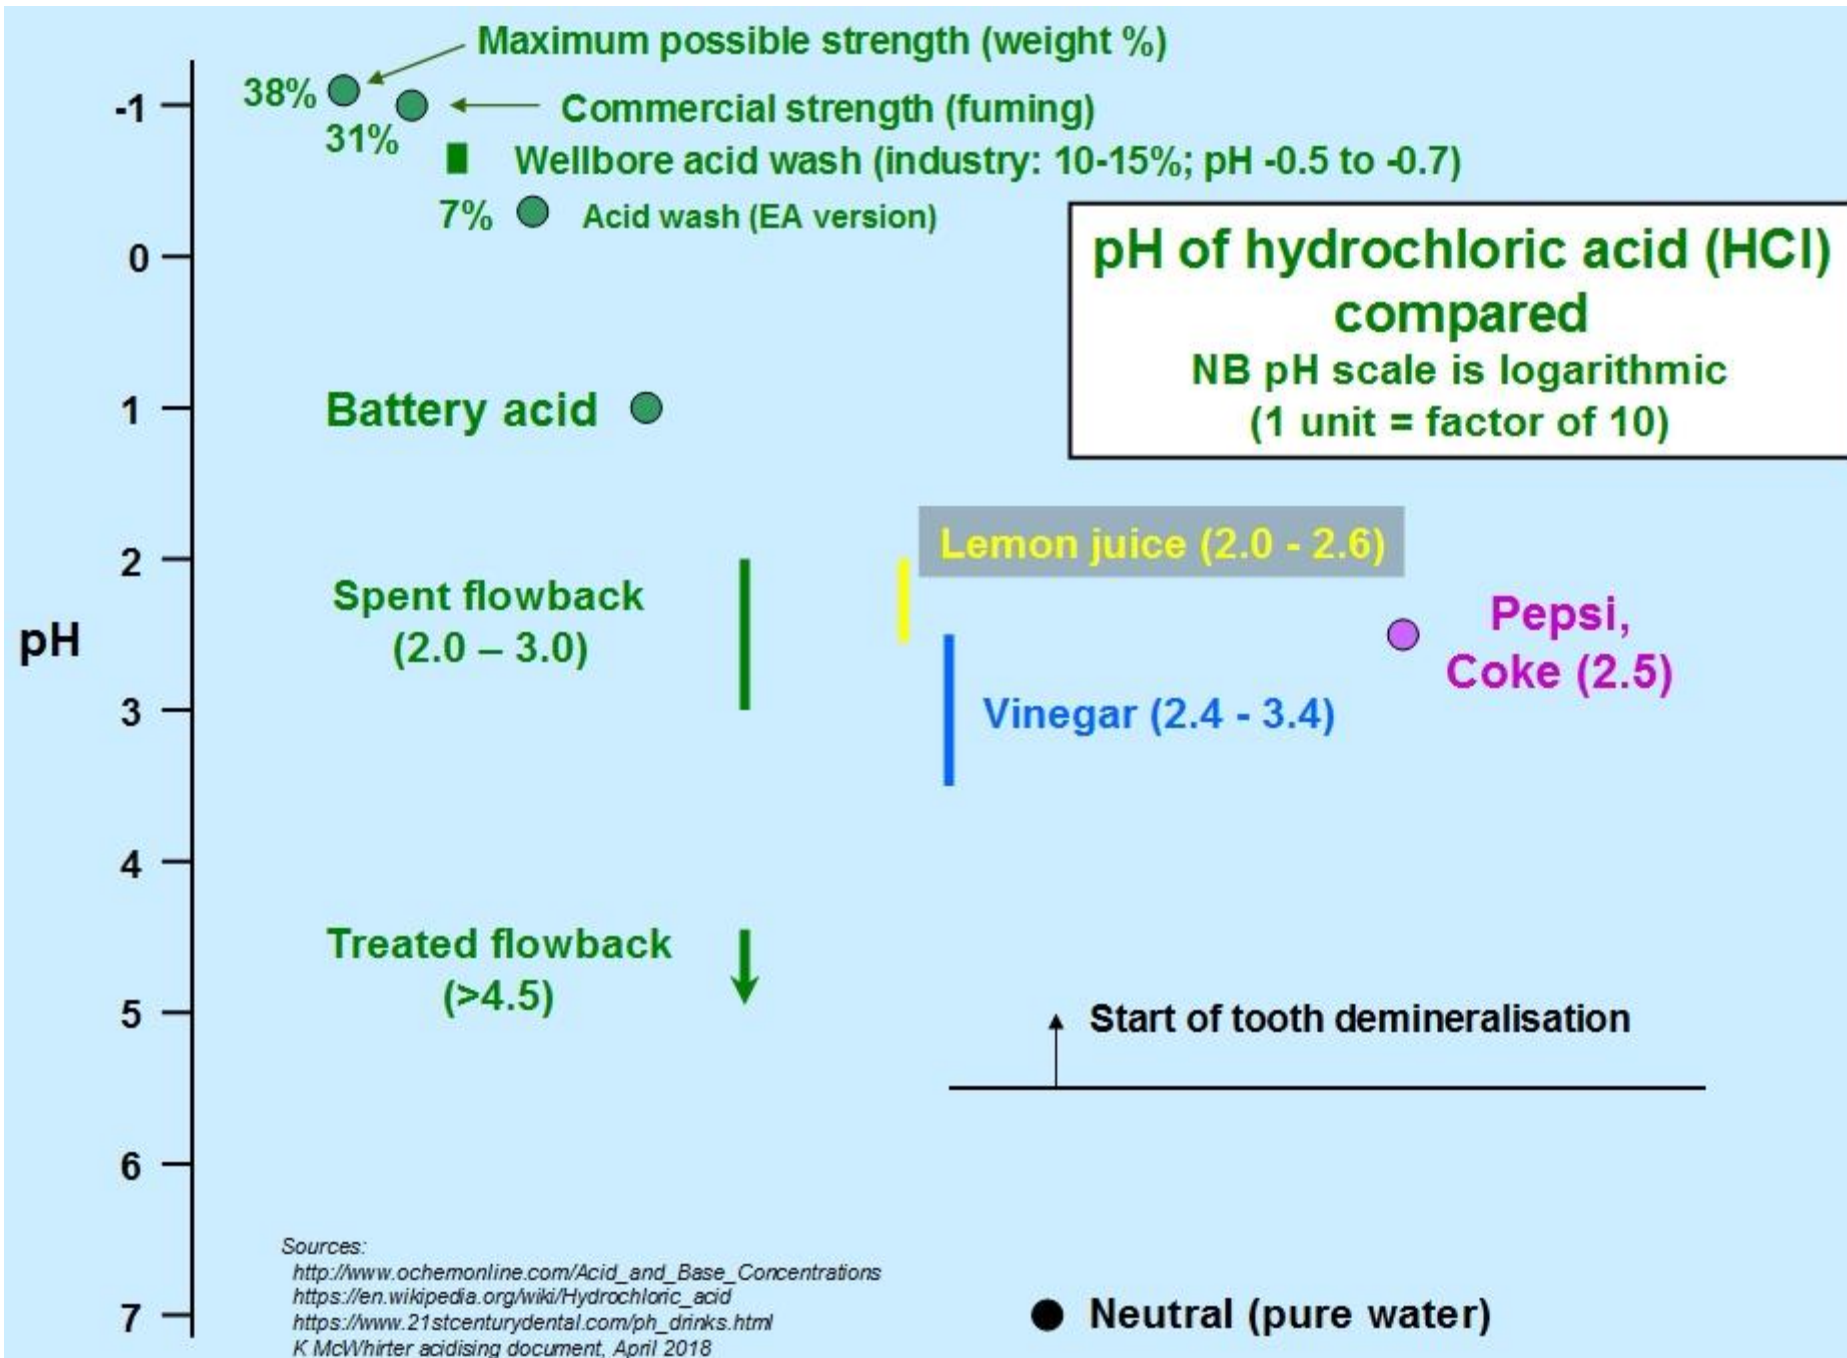 Maximum possible strength (weight %)
38%
-1
Commercial strength (fuming)
31%
Wellbore acid wash (industry: 10-15%; pH -0.5 to -0.7)
7%
Acid wash (EA version)
pH of hydrochloric acid (HCl)
compared
NB pH scale is logarithmic
(1 unit = factor of 10)
0
1
Battery acid
Lemon juice (2.0 - 2.6)
2
Spent flowback
(2.0 – 3.0)
Pepsi,
Coke (2.5)
pH
3
Vinegar (2.4 - 3.4)
4
Treated flowback
(>4.5)
5
Start of tooth demineralisation
6
Sources:
http://www.ochemonline.com/Acid_and_Base_Concentrations
https://en.wikipedia.org/wiki/Hydrochloric_acid
https://www.21stcenturydental.com/ph_drinks.html
K McWhirter acidising document, April 2018
7
Neutral (pure water)